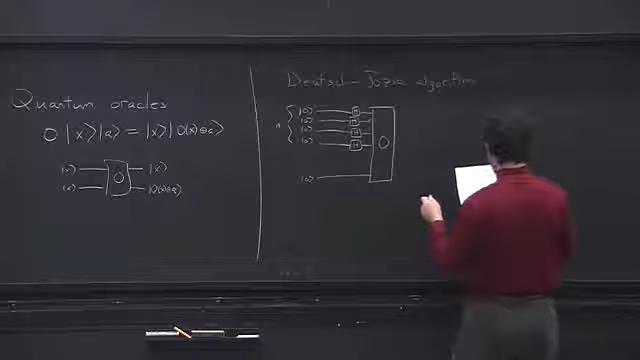 Quantum oracles
O |x⟩|a⟩ = |x⟩|O(x)⊕a⟩
|x⟩ |x⟩
O
|a⟩ |O(x)⊕a⟩
Deutsch-Jozsa algorithm
|0⟩ H
|0⟩ H
n |0⟩ H
|0⟩ H
O
|0⟩